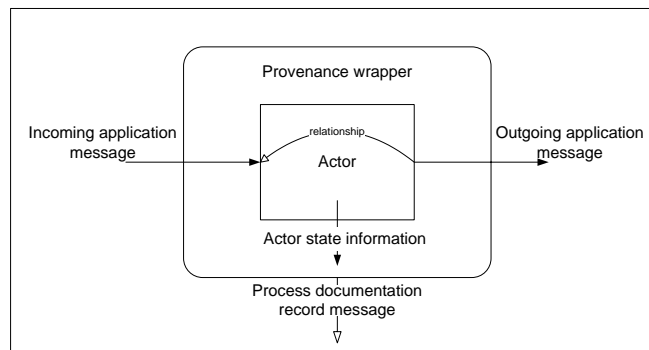 Provenance wrapper
Incoming application
message
relationship
Actor
Outgoing application
message
Actor state information
Process documentation
record message